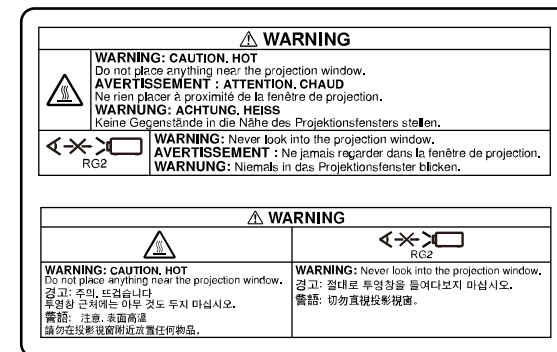 ⚠ WARNING
WARNING: CAUTION. HOT
Do not place anything near the projection window.
AVERTISSEMENT : ATTENTION. CHAUD
Ne rien placer à proximité de la fenêtre de projection.
WARNUNG: ACHTUNG. HEISS
Keine Gegenstände in die Nähe des Projektionsfensters stellen.
RG2
WARNING: Never look into the projection window.
AVERTISSEMENT : Ne jamais regarder dans la fenêtre de projection.
WARNUNG: Niemals in das Projektionsfenster blicken.
⚠ WARNING
WARNING: CAUTION. HOT
Do not place anything near the projection window.
경고: 주의. 뜨겁습니다
투영창 근처에는 아무 것도 두지 마십시오.
警語: 注意. 表面高溫
請勿在投影視窗附近放置任何物品.
RG2
WARNING: Never look into the projection window.
경고: 절대로 투영창을 들여다보지 마십시오.
警語: 切勿直視投影視窗。